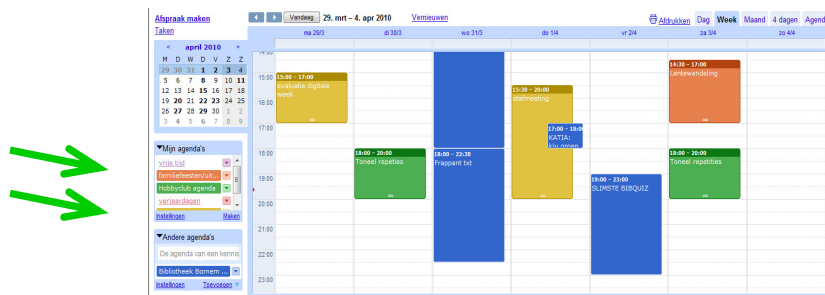 Afspraak maken
Taken
Vandaag 29. mrt – 4. apr 2010 Vernieuwen Afdrukken Dag Week Maand 4 dagen Agend
ma 29/3 di 30/3 wo 31/3 do 1/4 vr 2/4 za 3/4 zo 4/4
« april 2010 »
M D W D V Z Z
29 30 31 1 2 3 4
5 6 7 8 9 10 11
12 13 14 15 16 17 18
19 20 21 22 23 24 25
26 27 28 29 30 1 2
3 4 5 6 7 8 9
Mijn agenda's
vrije tijd
familiefeesten/uit...
Hobbyclub agenda
verjaardagen
Instellingen Maken
Andere agenda's
De agenda van een kennis
Bibliotheek Bornem ...
Instellingen Toevoegen
14:00
15:00
16:00
17:00
18:00
19:00
20:00
21:00
22:00
23:00
15:00 – 17:00
evaluatie digitale
week
18:00 – 20:00
Toneel repeties
18:00 – 22:30
Frappant txt
15:30 – 20:00
stafmeeting
17:00 – 18:00
KATIA:
kjv groep
19:00 – 23:00
SLIMSTE BIBQUIZ
14:30 – 17:00
Lentewandeling
18:00 – 20:00
Toneel repetities